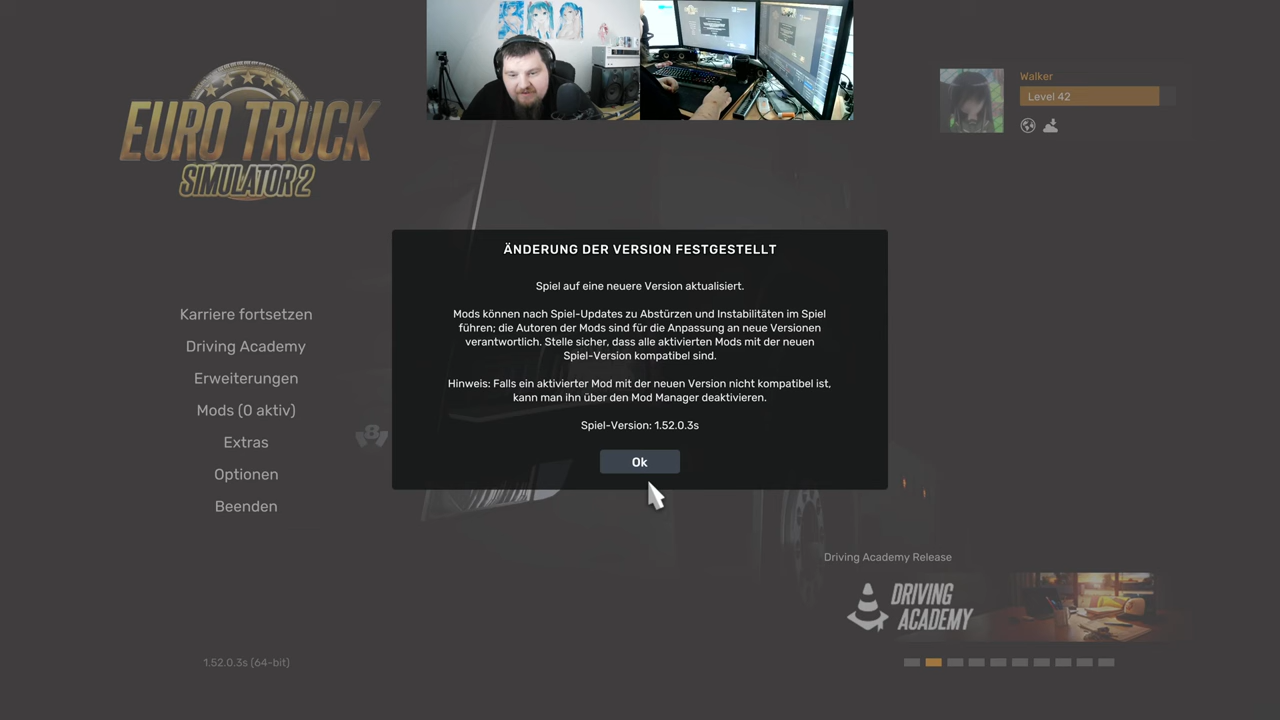 EURO TRUCK
SIMULATOR 2
Walker
Level 42
ÄNDERUNG DER VERSION FESTGESTELLT
Spiel auf eine neuere Version aktualisiert.
Mods können nach Spiel-Updates zu Abstürzen und Instabilitäten im Spiel
führen; die Autoren der Mods sind für die Anpassung an neue Versionen
verantwortlich. Stelle sicher, dass alle aktivierten Mods mit der neuen
Spiel-Version kompatibel sind.
Hinweis: Falls ein aktivierter Mod mit der neuen Version nicht kompatibel ist,
kann man ihn über den Mod Manager deaktivieren.
Spiel-Version: 1.52.0.3s
Ok
Karriere fortsetzen
Driving Academy
Erweiterungen
Mods (0 aktiv)
Extras
Optionen
Beenden
8
Driving Academy Release
DRIVING
ACADEMY
1.52.0.3s (64-bit)